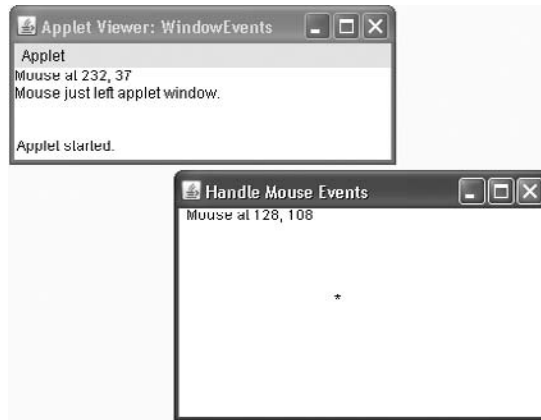 Applet Viewer: WindowEvents
Applet
Mouse at 232, 37
Mouse just left applet window.
Applet started.
Handle Mouse Events
Mouse at 128, 108
*